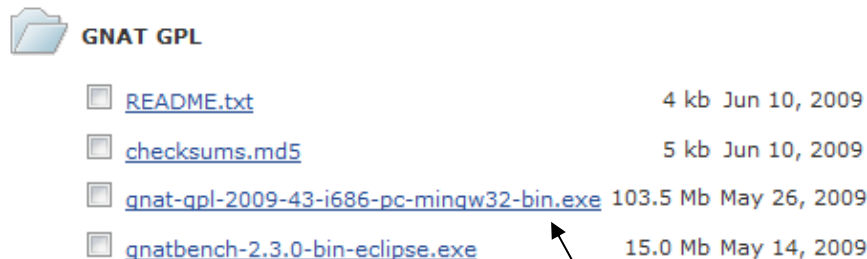 GNAT GPL
README.txt 4 kb Jun 10, 2009
checksums.md5 5 kb Jun 10, 2009
gnat-gpl-2009-43-i686-pc-mingw32-bin.exe 103.5 Mb May 26, 2009
gnatbench-2.3.0-bin-eclipse.exe 15.0 Mb May 14, 2009